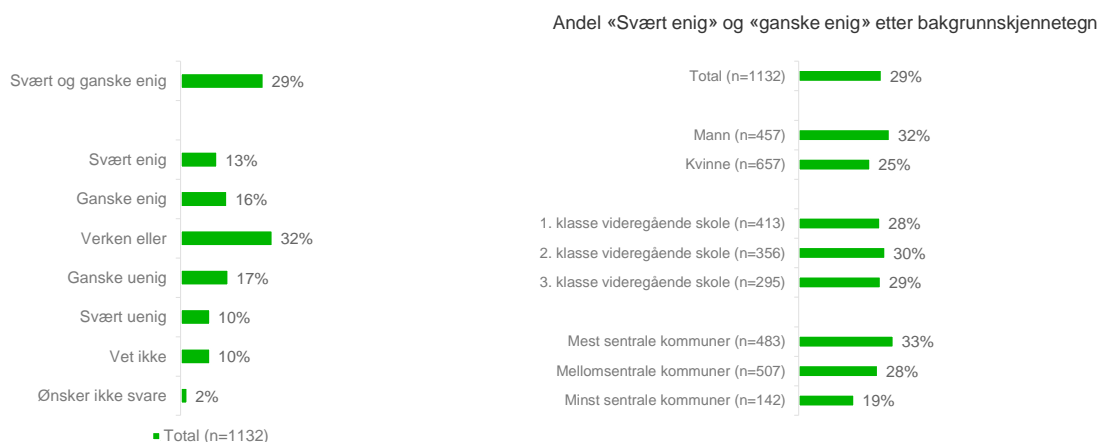 Andel «Svært enig» og «ganske enig» etter bakgrunnskjennetegn
Svært og ganske enig 29%
Svært enig 13%
Ganske enig 16%
Verken eller 32%
Ganske uenig 17%
Svært uenig 10%
Vet ikke 10%
Ønsker ikke svare 2%
Total (n=1132)
Total (n=1132) 29%
Mann (n=457) 32%
Kvinne (n=657) 25%
1. klasse videregående skole (n=413) 28%
2. klasse videregående skole (n=356) 30%
3. klasse videregående skole (n=295) 29%
Mest sentrale kommuner (n=483) 33%
Mellomsentrale kommuner (n=507) 28%
Minst sentrale kommuner (n=142) 19%